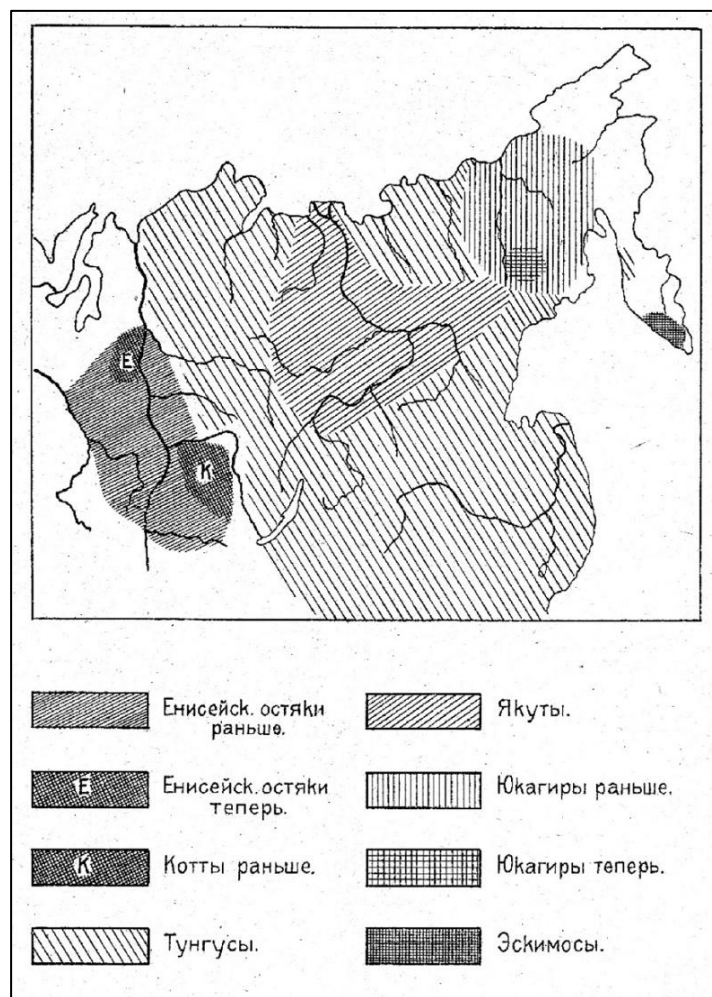 Е
К
Енисейск. остяки
раньше.
Е
Енисейск. остяки
теперь.
К
Котты раньше.
Тунгусы.
Якуты.
Юкагиры раньше.
Юкагиры теперь.
Эскимосы.